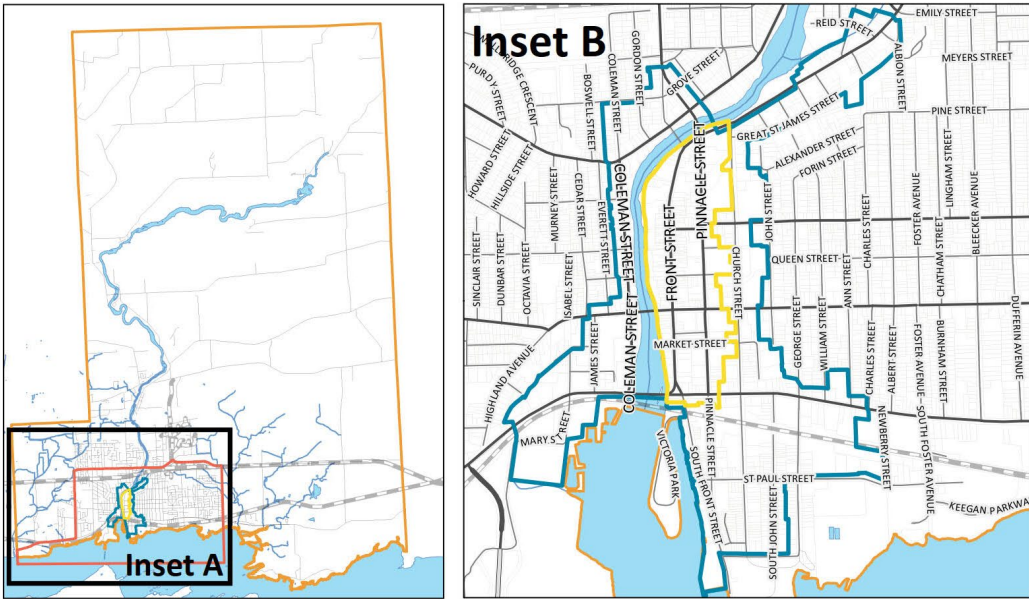 Inset A
Inset B
EMILY STREET
REID STREET
ALBION STREET
MEYERS STREET
GORDON STREET
COLEMAN STREET
BOSWELL STREET
GROVE STREET
PURDY STREET
PINE STREET
GREAT ST JAMES STREET
ALEXANDER STREET
FORIN STREET
HOWARD STREET
HILLSIDE STREET
COLEMAN STREET
PINNACLE STREET
MURNEY STREET
CEDAR STREET
EVERETT STREET
JOHN STREET
CHARLES STREET
FOSTER AVENUE
LINGHAM STREET
BLEECKER AVENUE
SINCLAIR STREET
DUNBAR STREET
OCTAVIA STREET
ISABEL STREET
FRONT STREET
CHURCH STREET
QUEEN STREET
ANN STREET
CHATHAM STREET
DUFFERIN AVENUE
HIGHLAND AVENUE
JAMES STREET
COLEMAN STREET
MARKET STREET
GEORGE STREET
WILLIAM STREET
CHARLES STREET
ALBERT STREET
FOSTER AVENUE
BURNHAM STREET
MARY STREET
VICTORIA PARK
PINNACLE STREET
SOUTH FRONT STREET
NEWBERRY STREET
SOUTH FOSTER AVENUE
ST PAUL STREET
SOUTH JOHN STREET
KEEGAN PARKWA